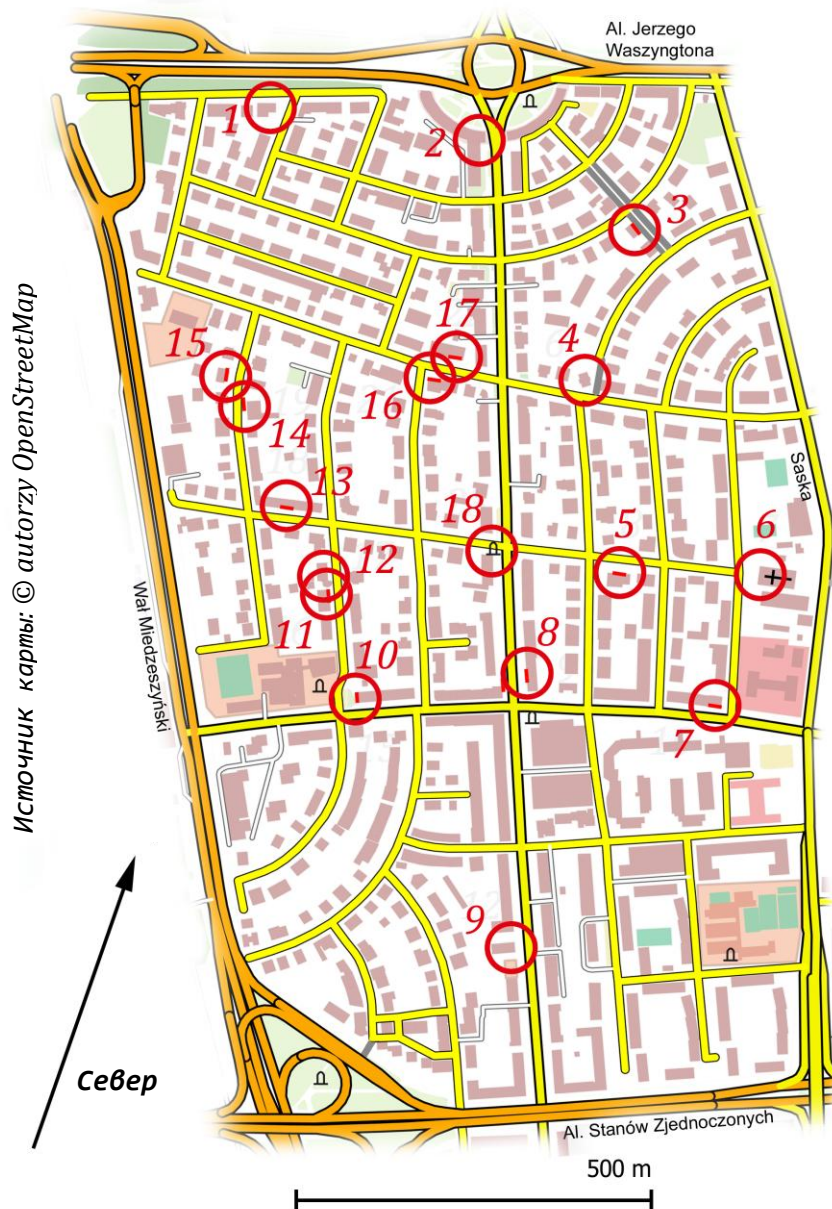 Al. Jerzego
Waszyngtona
1
2
3
17
4
15
16
14
13
18
5
6
Saska
12
11
8
10
7
Wał Miedzeszyński
Источник карты: © autorzy OpenStreetMap
9
Север
Al. Stanów Zjednoczonych
500 m